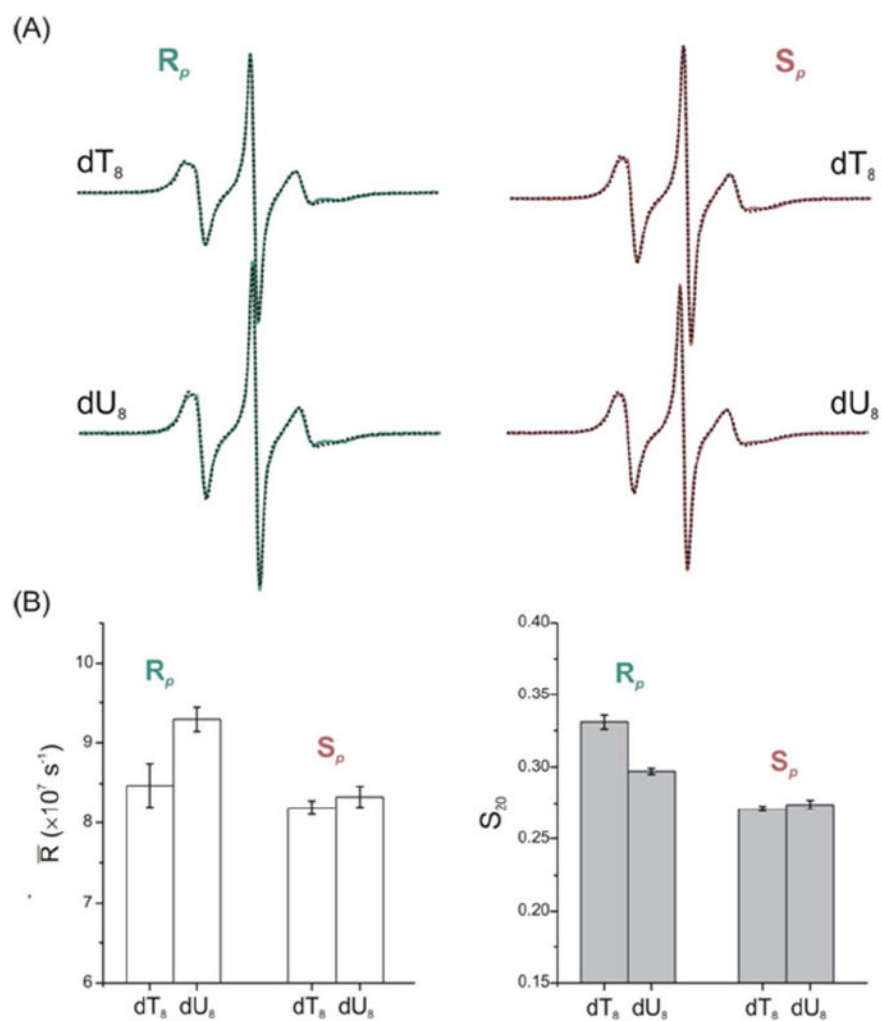 (A)
Rp Sp
dT8 dT8
dU8 dU8
(B)
10
9
8
7
6
R̅ (×10⁷ s⁻¹)
Rp
Sp
dT8 dU8 dT8 dU8
0.40
0.35
0.30
0.25
0.20
0.15
S20
Rp
Sp
dT8 dU8 dT8 dU8